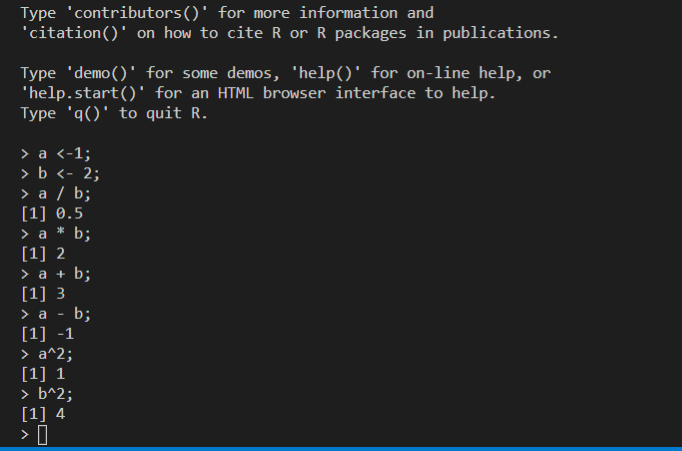 Type 'contributors()' for more information and
'citation()' on how to cite R or R packages in publications.
Type 'demo()' for some demos, 'help()' for on-line help, or
'help.start()' for an HTML browser interface to help.
Type 'q()' to quit R.
> a <-1;
> b <- 2;
> a / b;
[1] 0.5
> a * b;
[1] 2
> a + b;
[1] 3
> a - b;
[1] -1
> a^2;
[1] 1
> b^2;
[1] 4
>